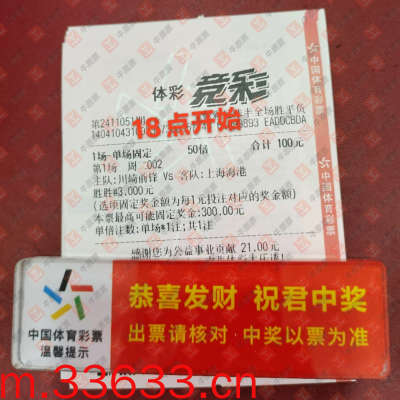 体彩 竞彩
18点开始
1场-单场固定 50倍 合计 100元
第1场 周 002
主队:川崎前锋 Vs 客队:上海海港
胜胜#3,000元
(选项固定奖金额为每1元投注对应的奖金额)
本票最高可能固定奖金:300.00元
单倍注数:单场*1注;共1注
感谢您为公益事业贡献 21.00元
中国体育彩票
恭喜发财 祝君中奖
出票请核对·中奖以票为准
中国体育彩票
温馨提示
m.33633.cn